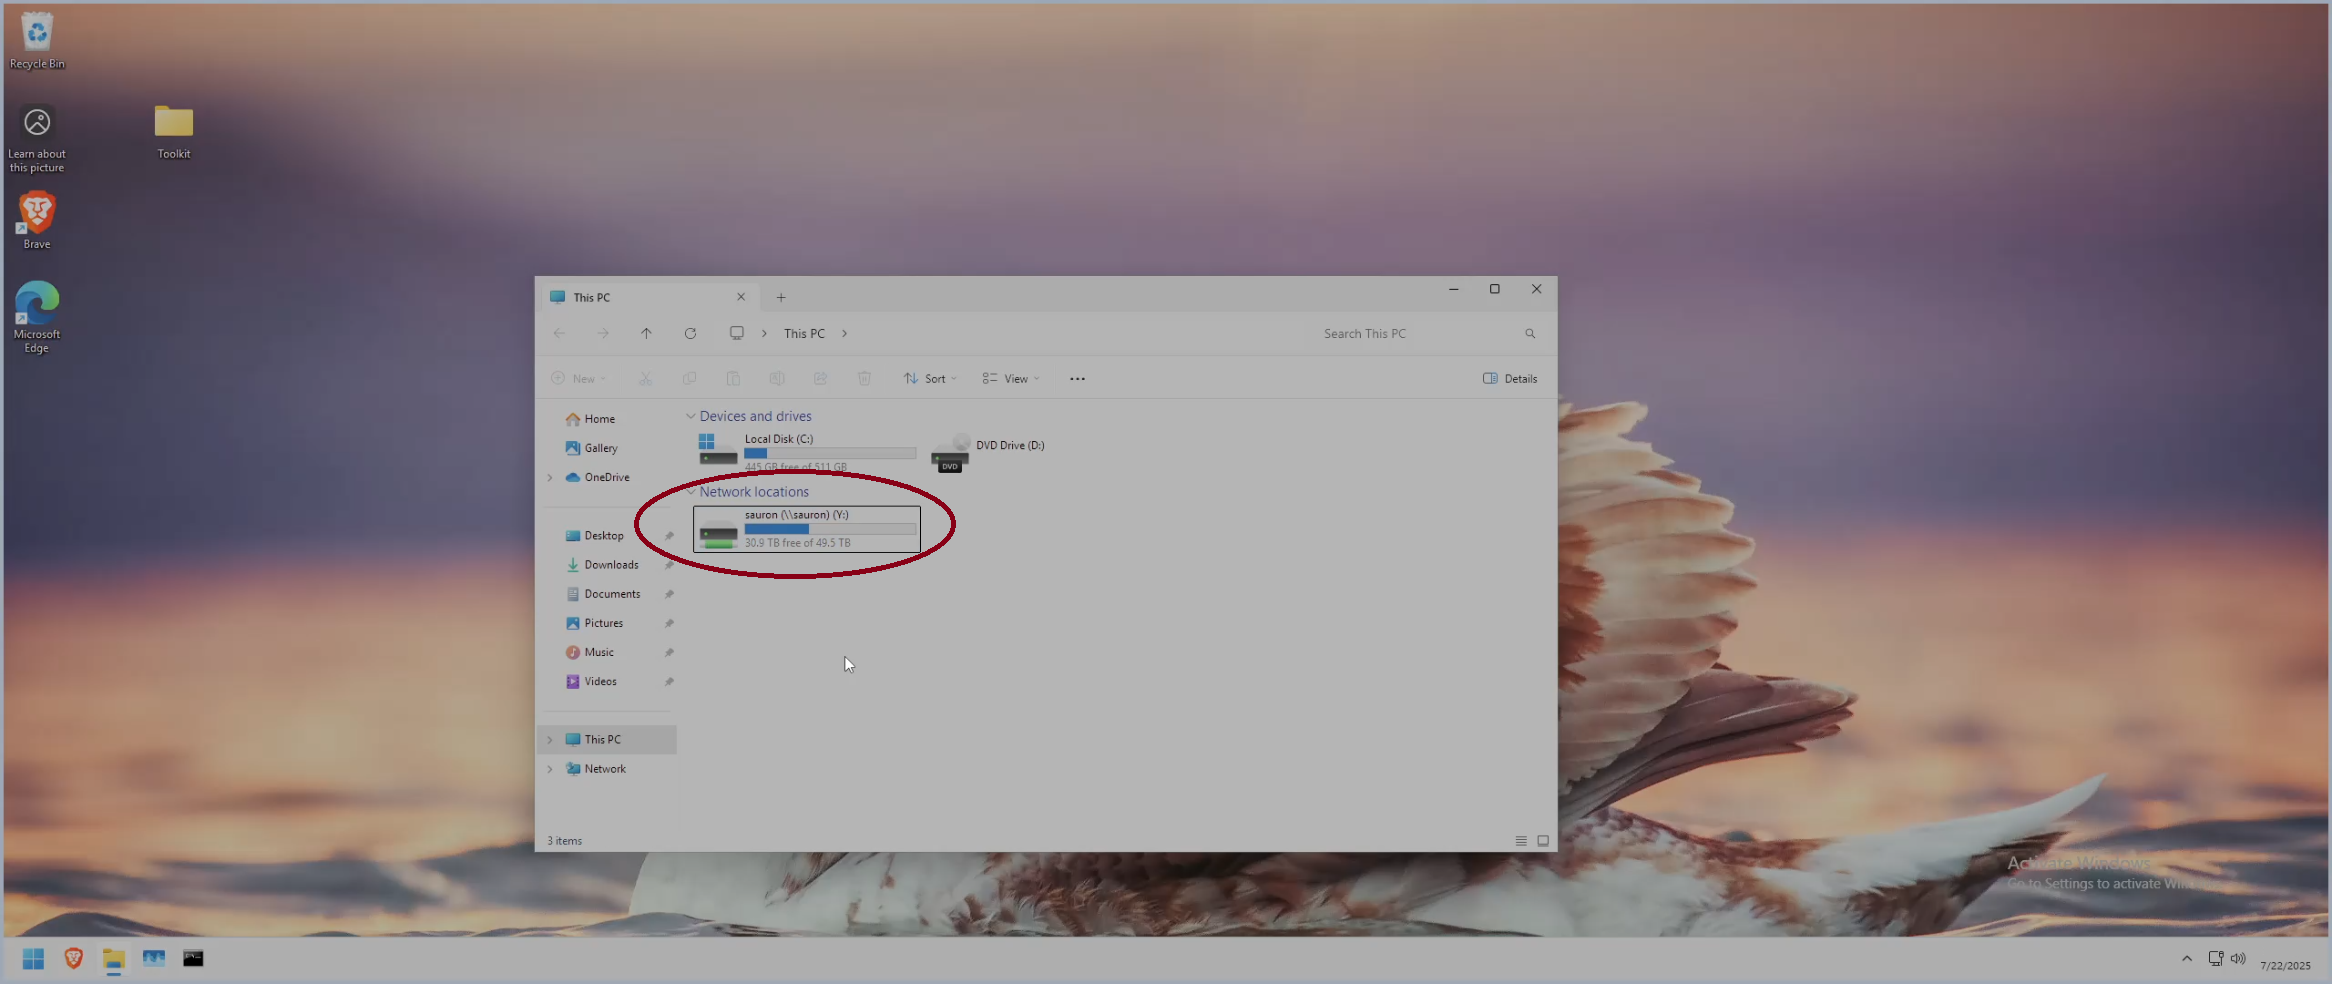 Recycle Bin
Learn about
this picture
Toolkit
Brave
Microsoft
Edge
This PC
This PC
Search This PC
New
Sort
View
Details
Home
Gallery
OneDrive
Desktop
Downloads
Documents
Pictures
Music
Videos
This PC
Network
Devices and drives
Local Disk (C:)
445 GB free of 511 GB
DVD Drive (D:)
DVD
Network locations
sauron (\\sauron) (Y:)
30.9 TB free of 49.5 TB
3 items
Activate Windows
Go to Settings to activate
7/22/2025